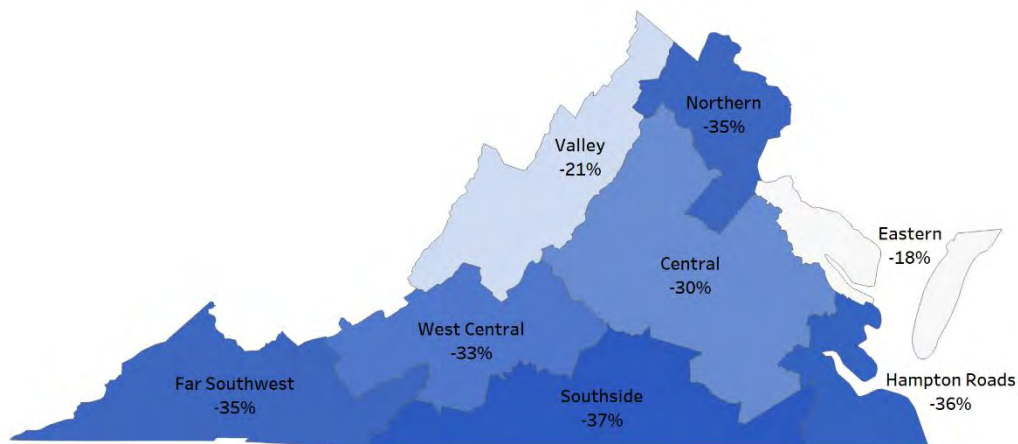 Northern
-35%
Valley
-21%
Eastern
-18%
Central
-30%
West Central
-33%
Far Southwest
-35%
Southside
-37%
Hampton Roads
-36%